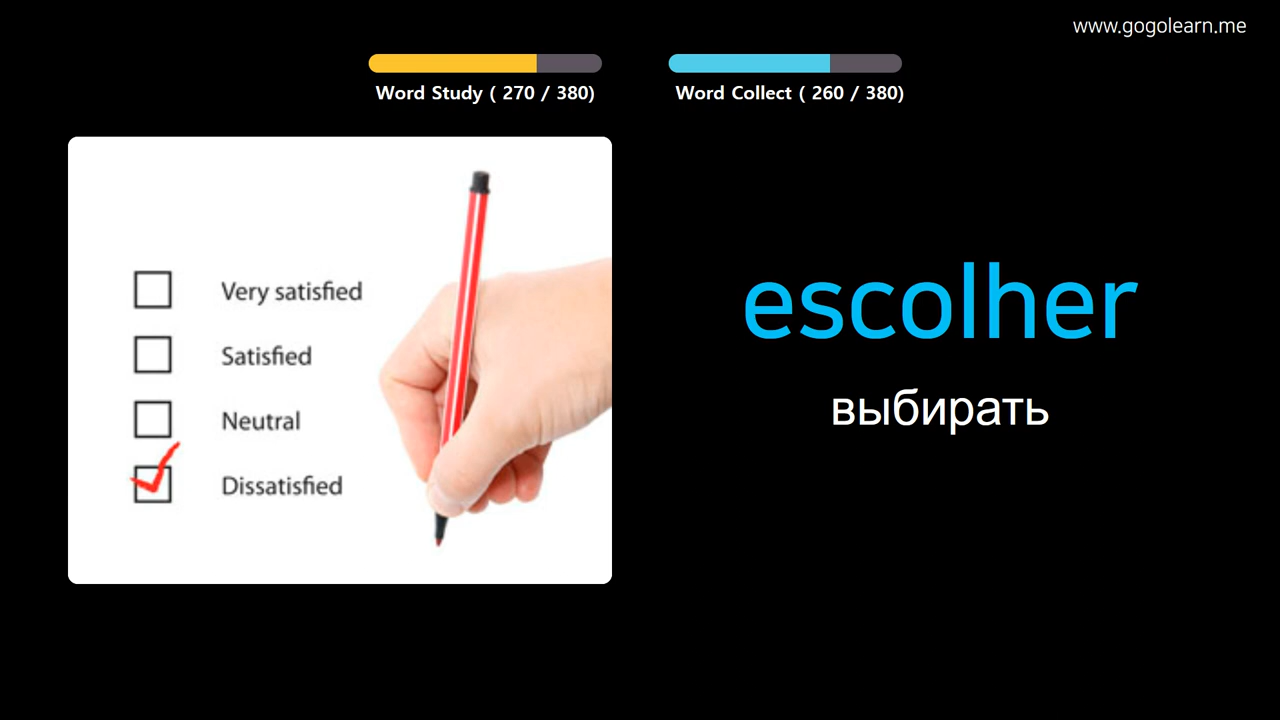 www.gogolearn.me
Word Study ( 270 / 380)
Word Collect ( 260 / 380)
Very satisfied
Satisfied
Neutral
Dissatisfied
escolher
выбирать